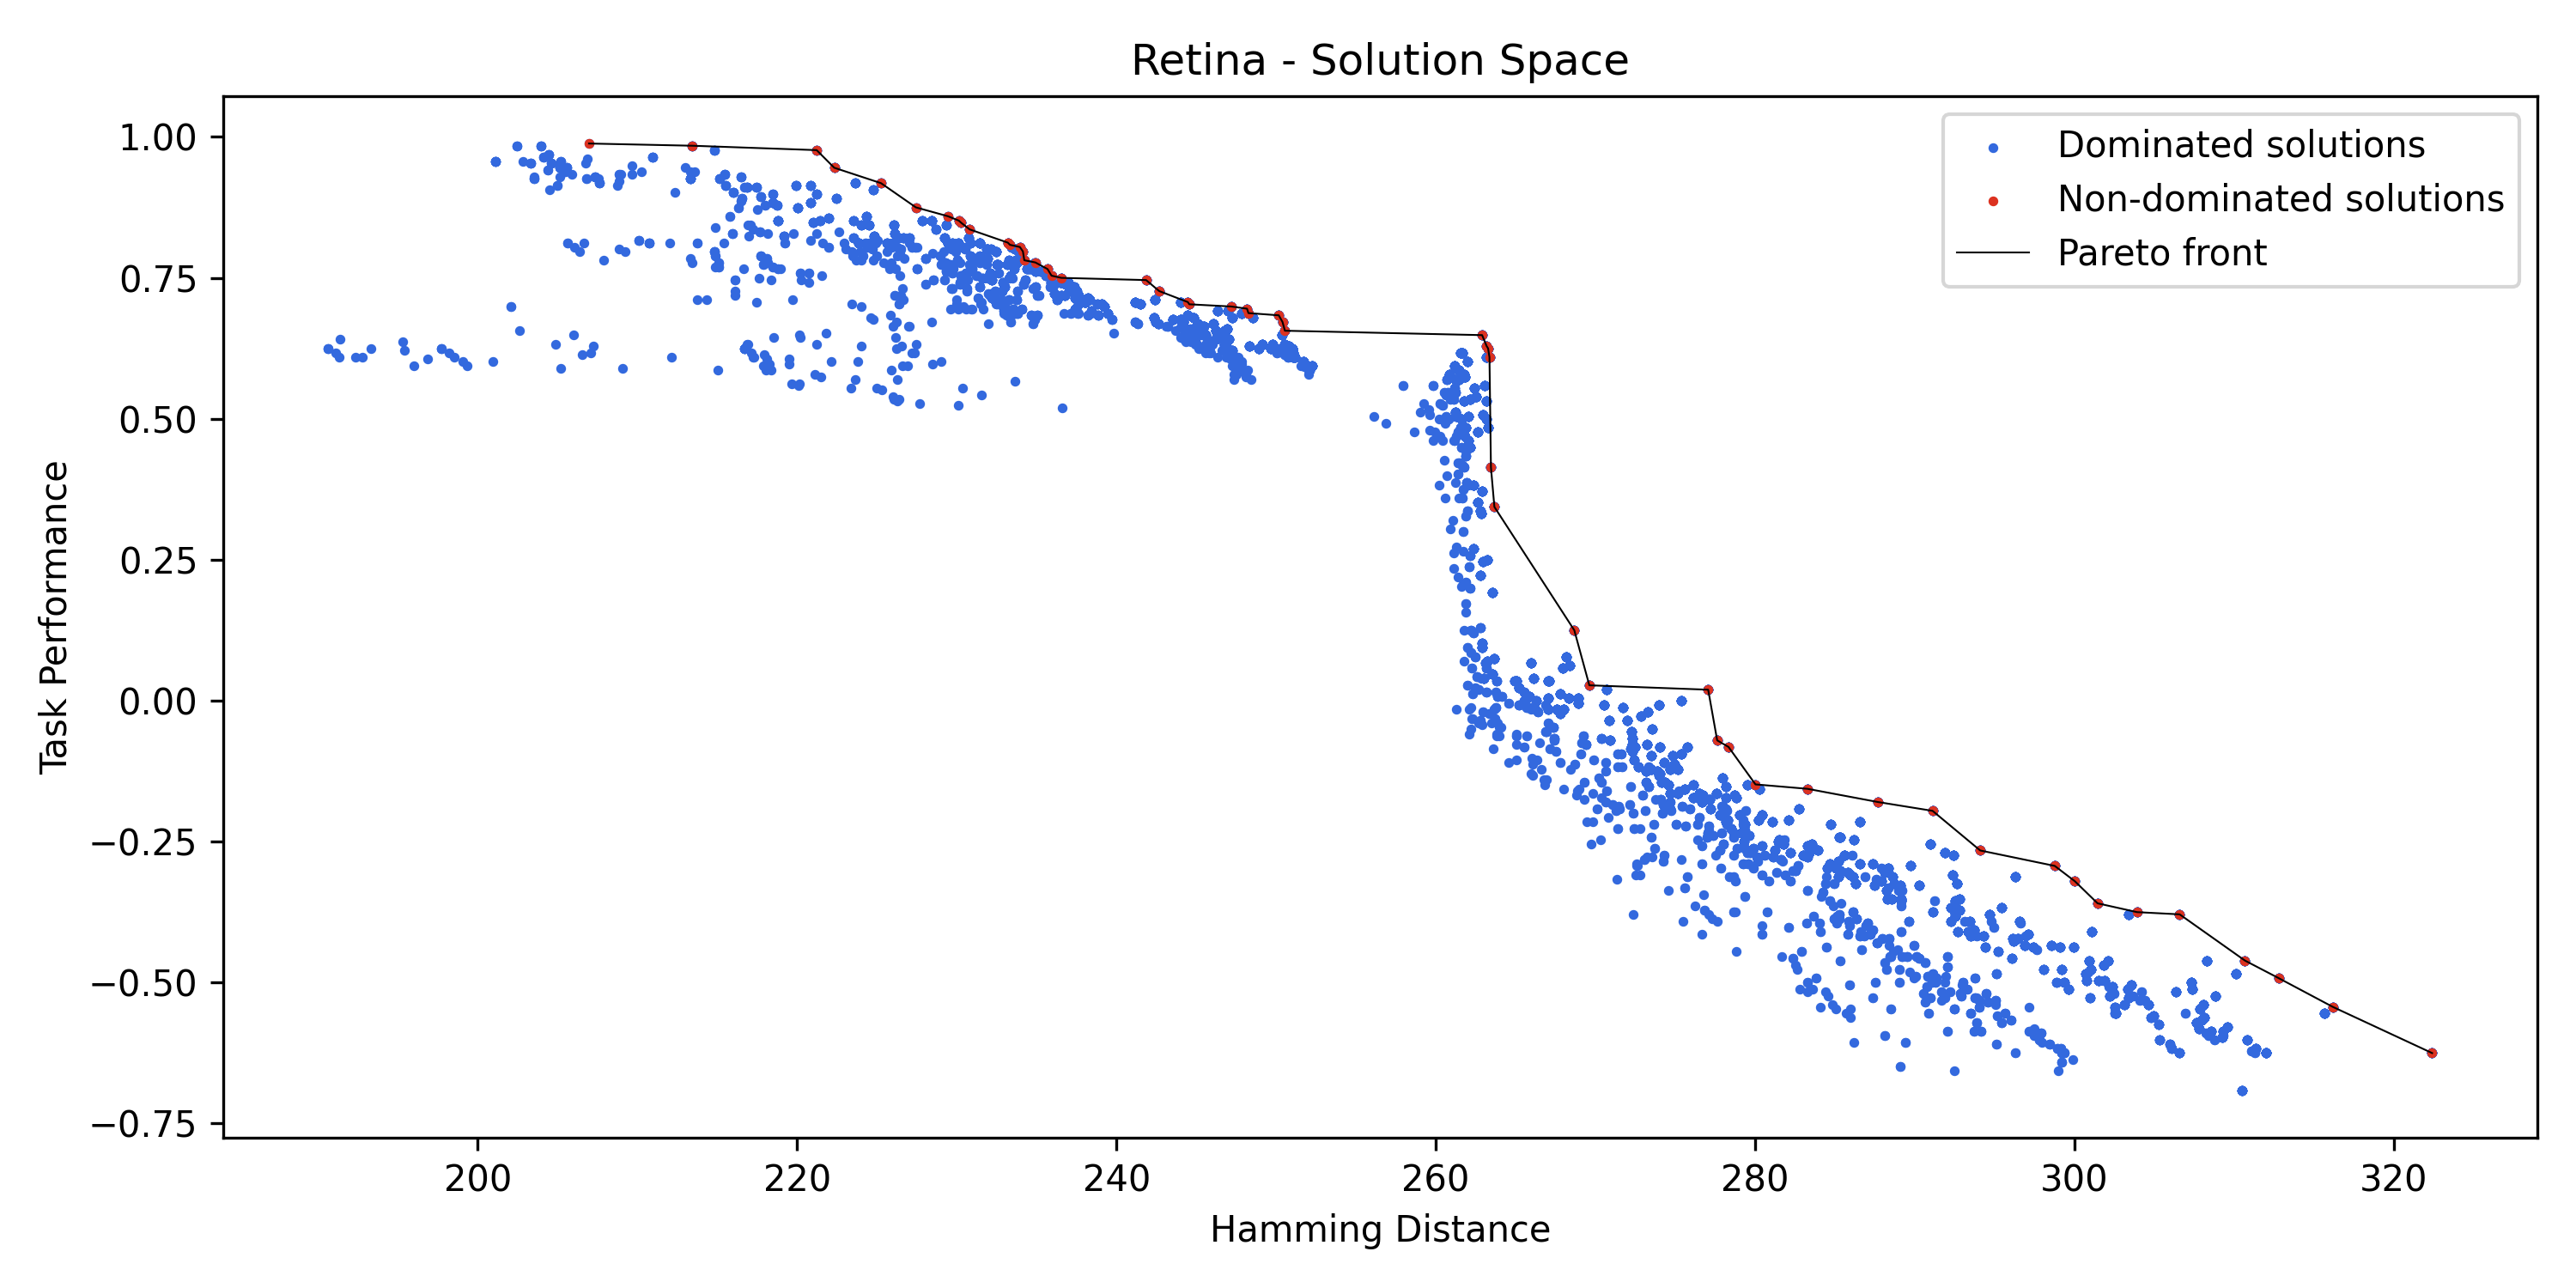 Retina - Solution Space
Dominated solutions
Non-dominated solutions
Pareto front
1.00
0.75
0.50
0.25
0.00
−0.25
−0.50
−0.75
Task Performance
200 220 240 260 280 300 320
Hamming Distance